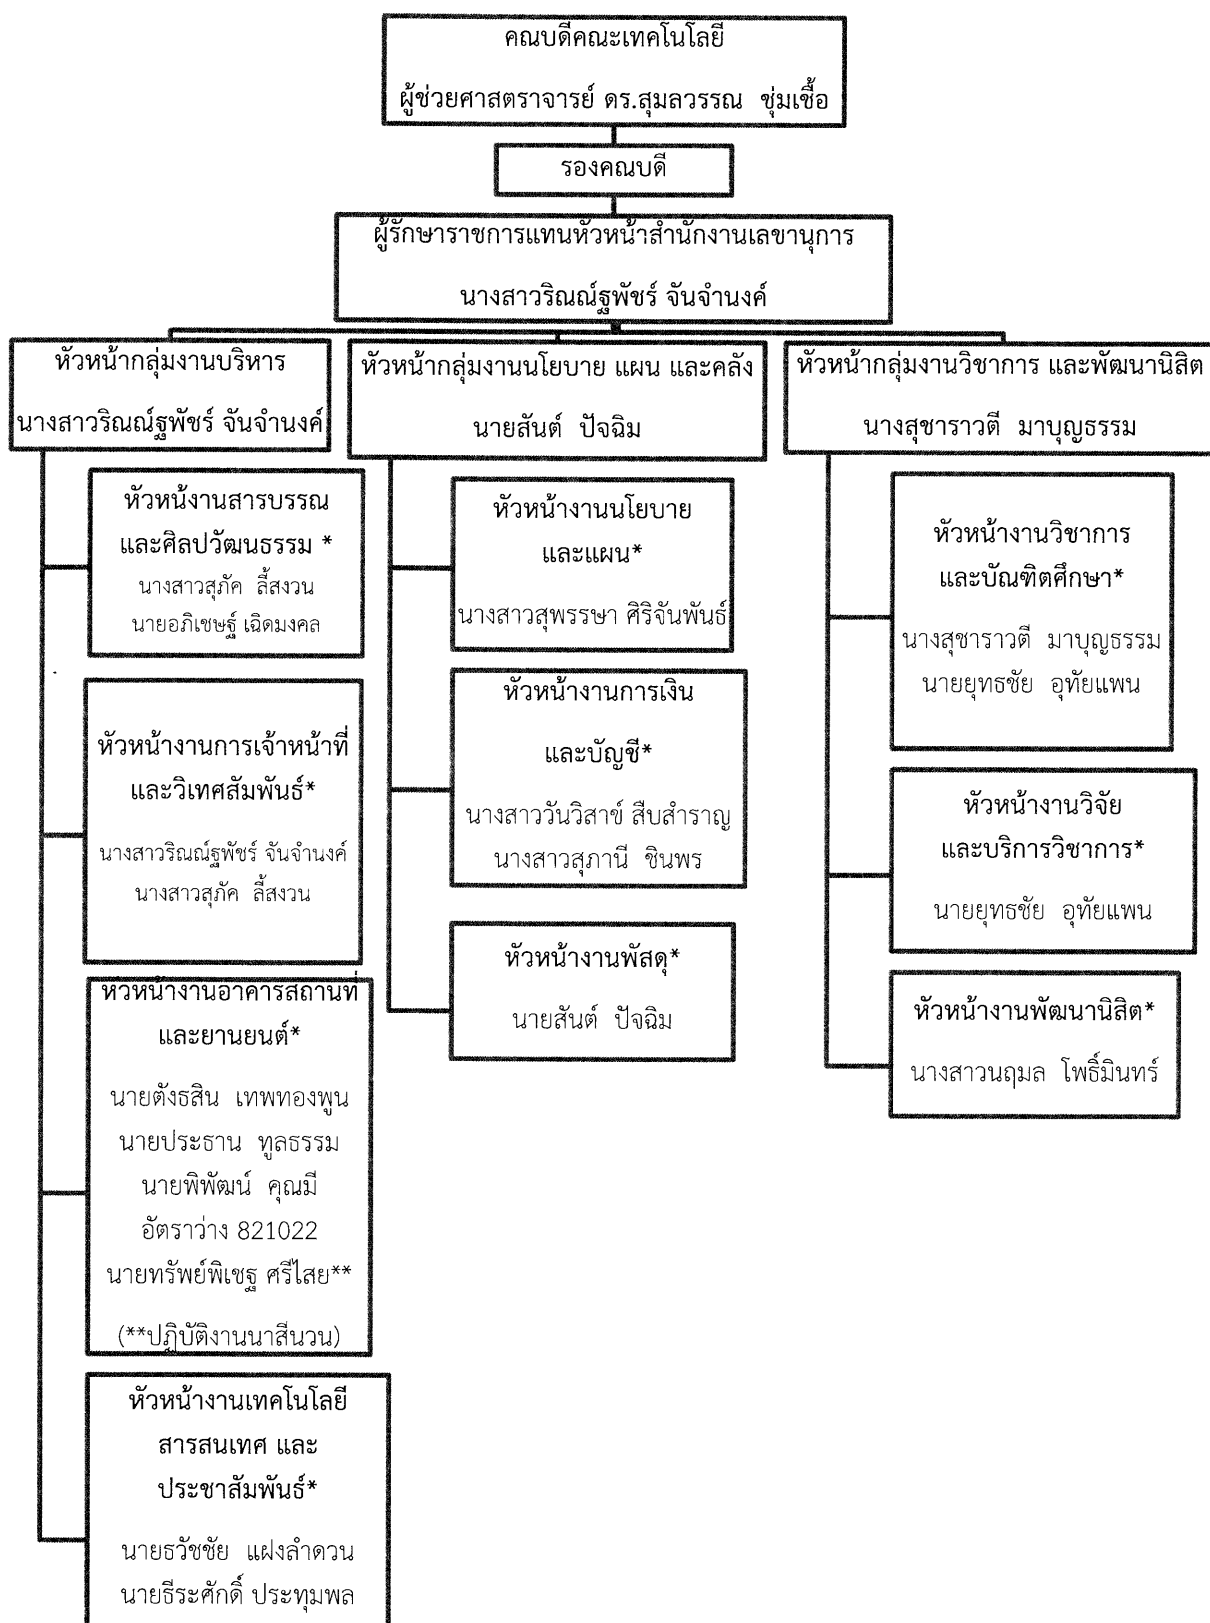 คณบดีคณะเทคโนโลยี
ผู้ช่วยศาสตราจารย์ ดร.สุมลวรรณ ชุ่มเชื้อ
รองคณบดี
ผู้รักษาราชการแทนหัวหน้าสำนักงานเลขานุการ
นางสาวริณณ์ฐพัชร์ จันจำนงค์
หัวหน้ากลุ่มงานบริหาร
นางสาวริณณ์ฐพัชร์ จันจำนงค์
หัวหน้ากลุ่มงานนโยบาย แผน และคลัง
นายสันต์ ปัจฉิม
หัวหน้ากลุ่มงานวิชาการ และพัฒนานิสิต
นางสุชาราวตี มาบุญธรรม
หัวหน้งานสารบรรณ
และศิลปวัฒนธรรม *
นางสาวสุภัค ลี้สงวน
นายอภิเชษฐ์ เฉิดมงคล
หัวหน้างานการเจ้าหน้าที่
และวิเทศสัมพันธ์*
นางสาวริณณ์ฐพัชร์ จันจำนงค์
นางสาวสุภัค ลี้สงวน
หัวหน้างานอาคารสถานที่
และยานยนต์*
นายตังธสิน เทพทองพูน
นายประธาน ทูลธรรม
นายพิพัฒน์ คุณมี
อัตราว่าง 821022
นายทรัพย์พิเชฐ ศรีไสย**
(**ปฏิบัติงานนาสีนวน)
หัวหน้างานเทคโนโลยี
สารสนเทศ และ
ประชาสัมพันธ์*
นายธวัชชัย แฝงลำดวน
นายธีระศักดิ์ ประทุมพล
หัวหน้างานนโยบาย
และแผน*
นางสาวสุพรรษา ศิริจันพันธ์
หัวหน้างานการเงิน
และบัญชี*
นางสาววันวิสาข์ สืบสำราญ
นางสาวสุภานี ชินพร
หัวหน้างานพัสดุ*
นายสันต์ ปัจฉิม
หัวหน้างานวิชาการ
และบัณฑิตศึกษา*
นางสุชาราวตี มาบุญธรรม
นายยุทธชัย อุทัยแพน
หัวหน้างานวิจัย
และบริการวิชาการ*
นายยุทธชัย อุทัยแพน
หัวหน้างานพัฒนานิสิต*
นางสาวนฤมล โพธิ์มินทร์